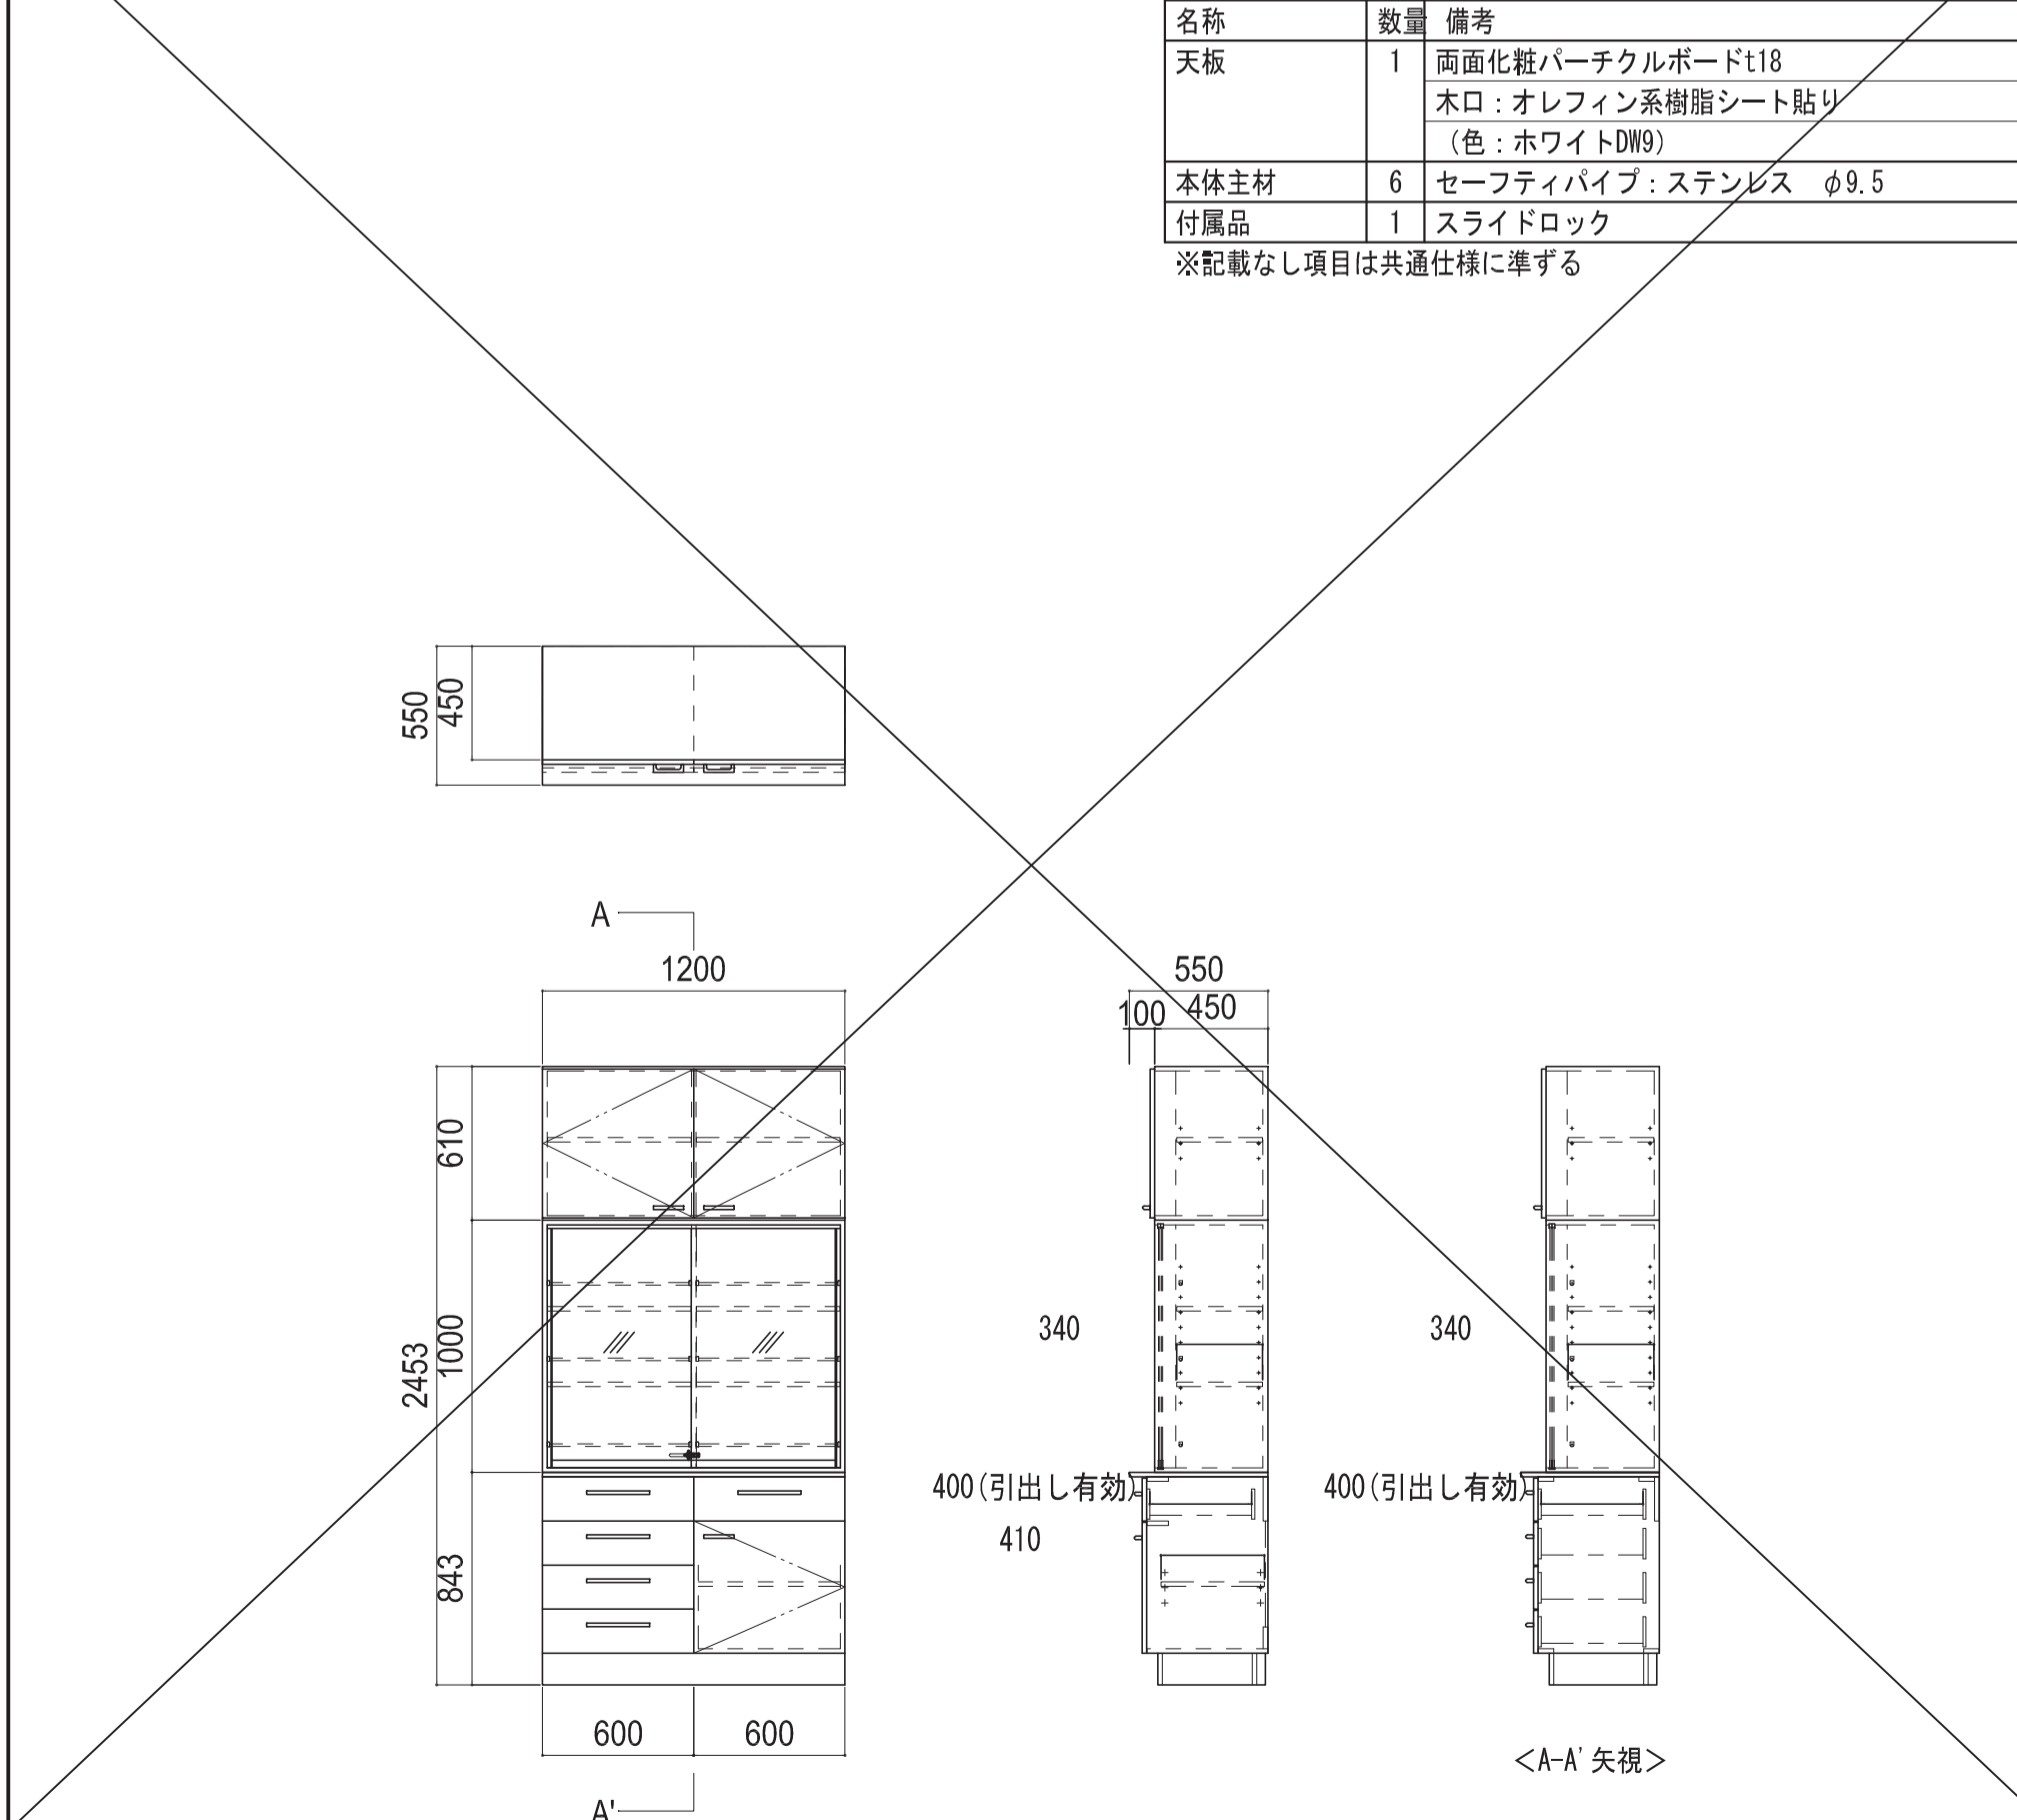 名称 数量 備考
天板 1 両面化粧パーチクルボードt18
木口：オレフィン系樹脂シート貼り
（色：ホワイトDW9）
本体主材 6 セーフティパイプ：ステンレス φ9.5
付属品 1 スライドロック
※記載なし項目は共通仕様に準ずる
550
450
A
1200
550
100
450
610
2453
1000
843
340
340
400(引出し有効)
400(引出し有効)
410
600
600
＜A-A'矢視＞
A'